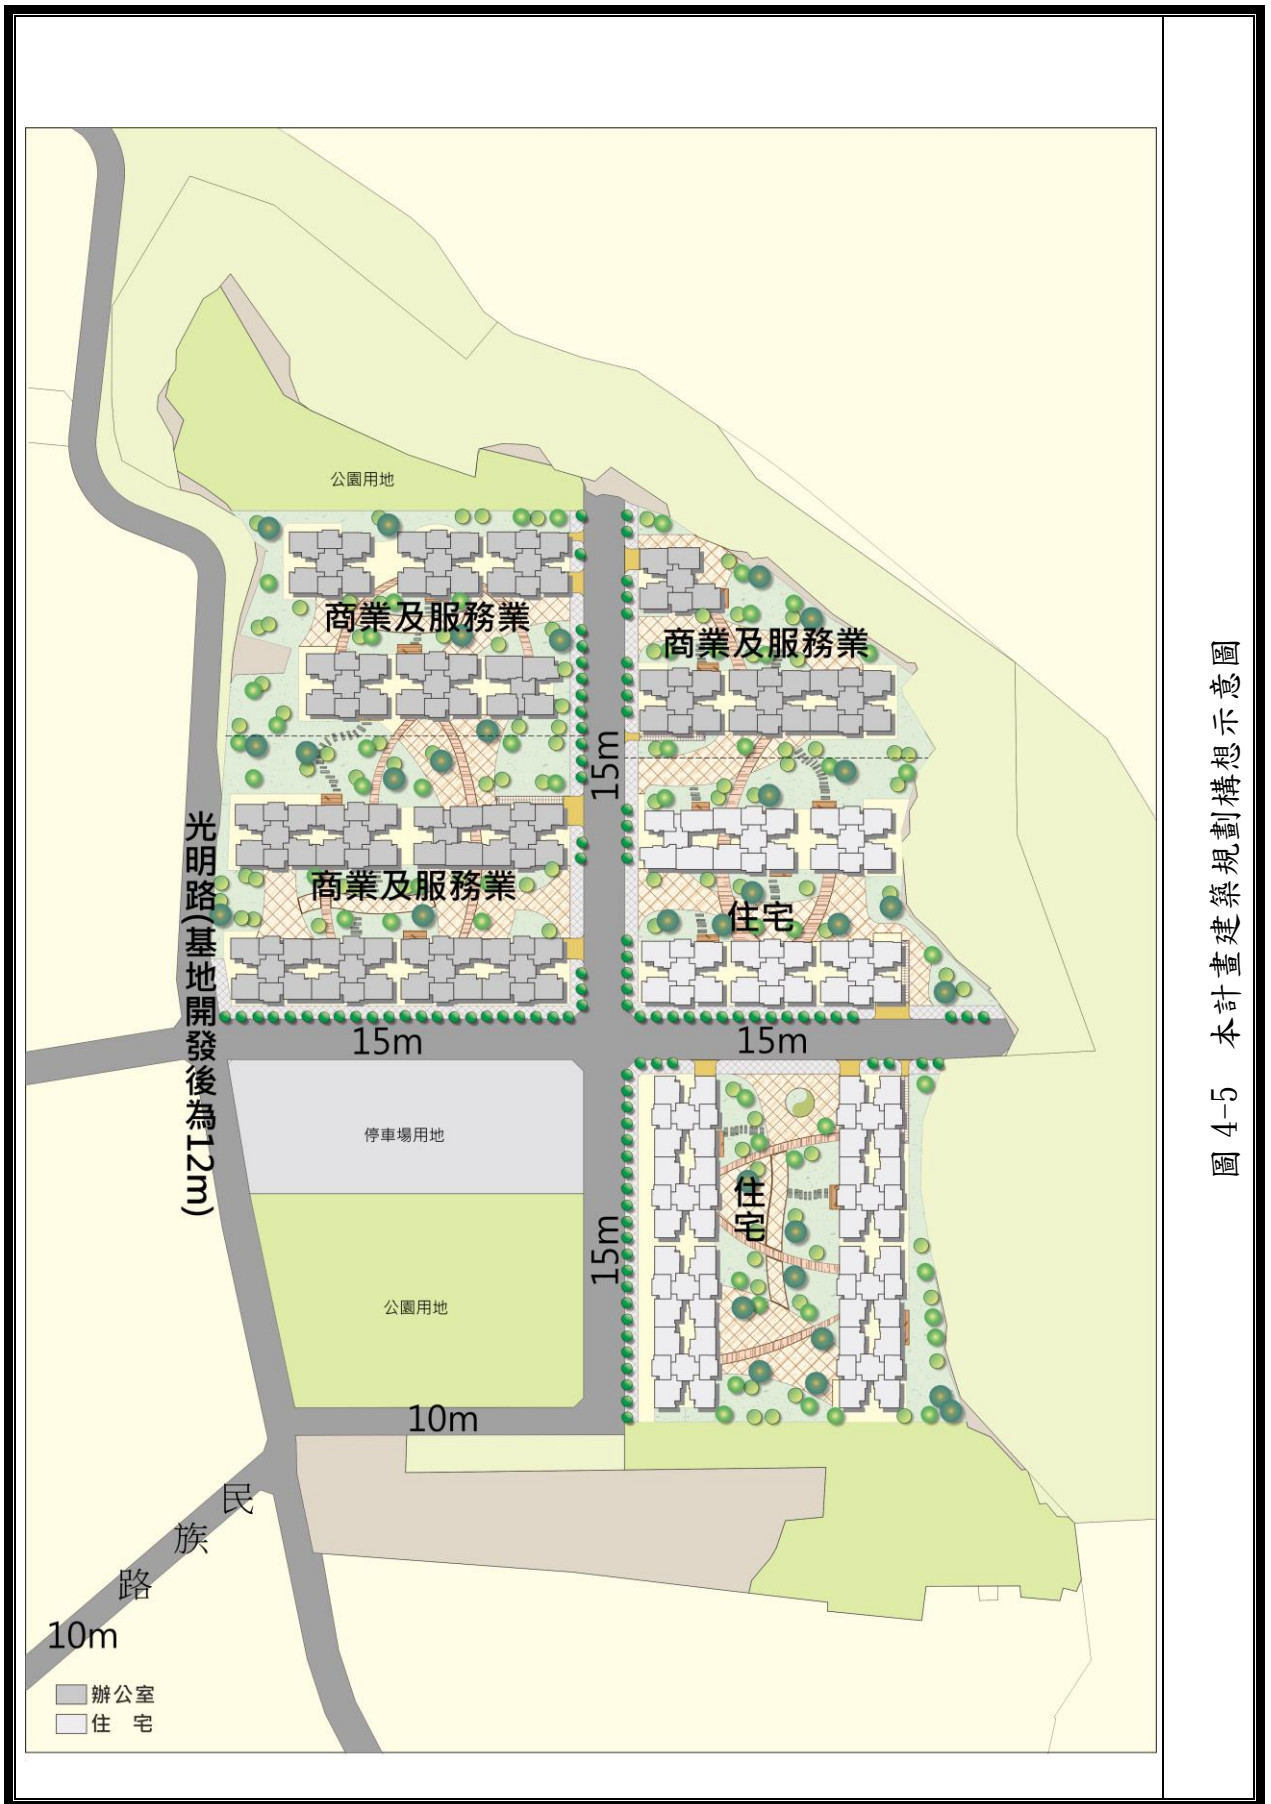 公園用地
商業及服務業
商業及服務業
15m
光明路(基地開發後為12m)
商業及服務業
住宅
15m
15m
停車場用地
住宅
15m
公園用地
10m
民族路
10m
辦公室
住 宅
圖 4-5 本計畫建築規劃構想示意圖